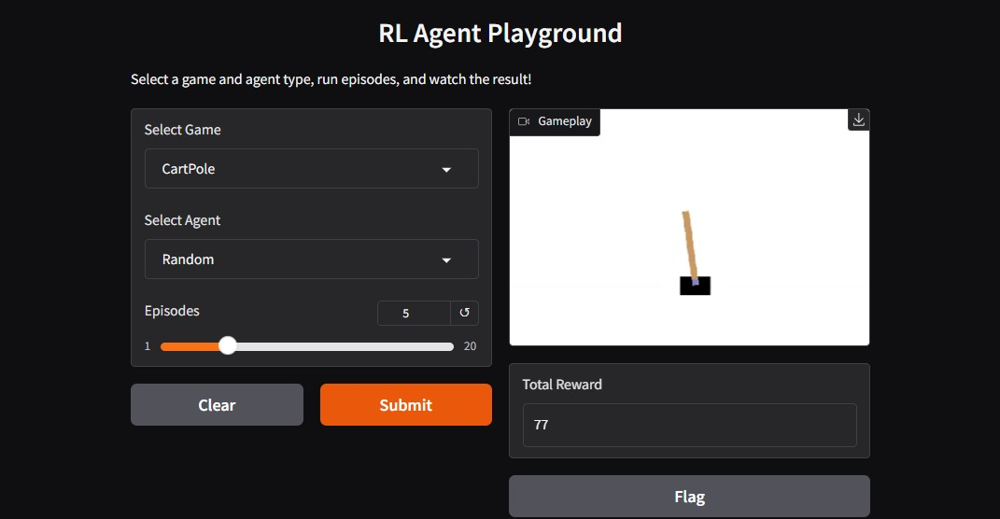 RL Agent Playground
Select a game and agent type, run episodes, and watch the result!
Select Game
CartPole
Select Agent
Random
Episodes
5
1
20
Clear
Submit
Gameplay
Total Reward
77
Flag